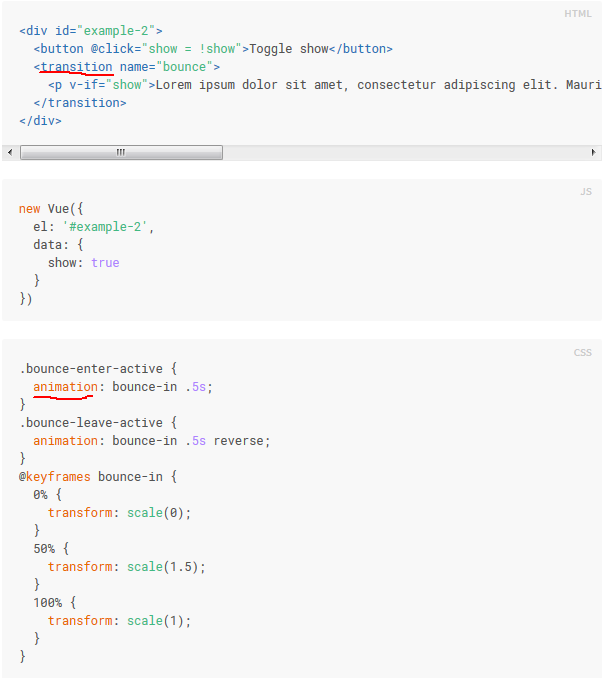 HTML
<div id="example-2">
  <button @click="show = !show">Toggle show</button>
  <transition name="bounce">
    <p v-if="show">Lorem ipsum dolor sit amet, consectetur adipiscing elit. Mauri
  </transition>
</div>
JS
new Vue({
  el: '#example-2',
  data: {
    show: true
  }
})
CSS
.bounce-enter-active {
  animation: bounce-in .5s;
}
.bounce-leave-active {
  animation: bounce-in .5s reverse;
}
@keyframes bounce-in {
  0% {
    transform: scale(0);
  }
  50% {
    transform: scale(1.5);
  }
  100% {
    transform: scale(1);
  }
}